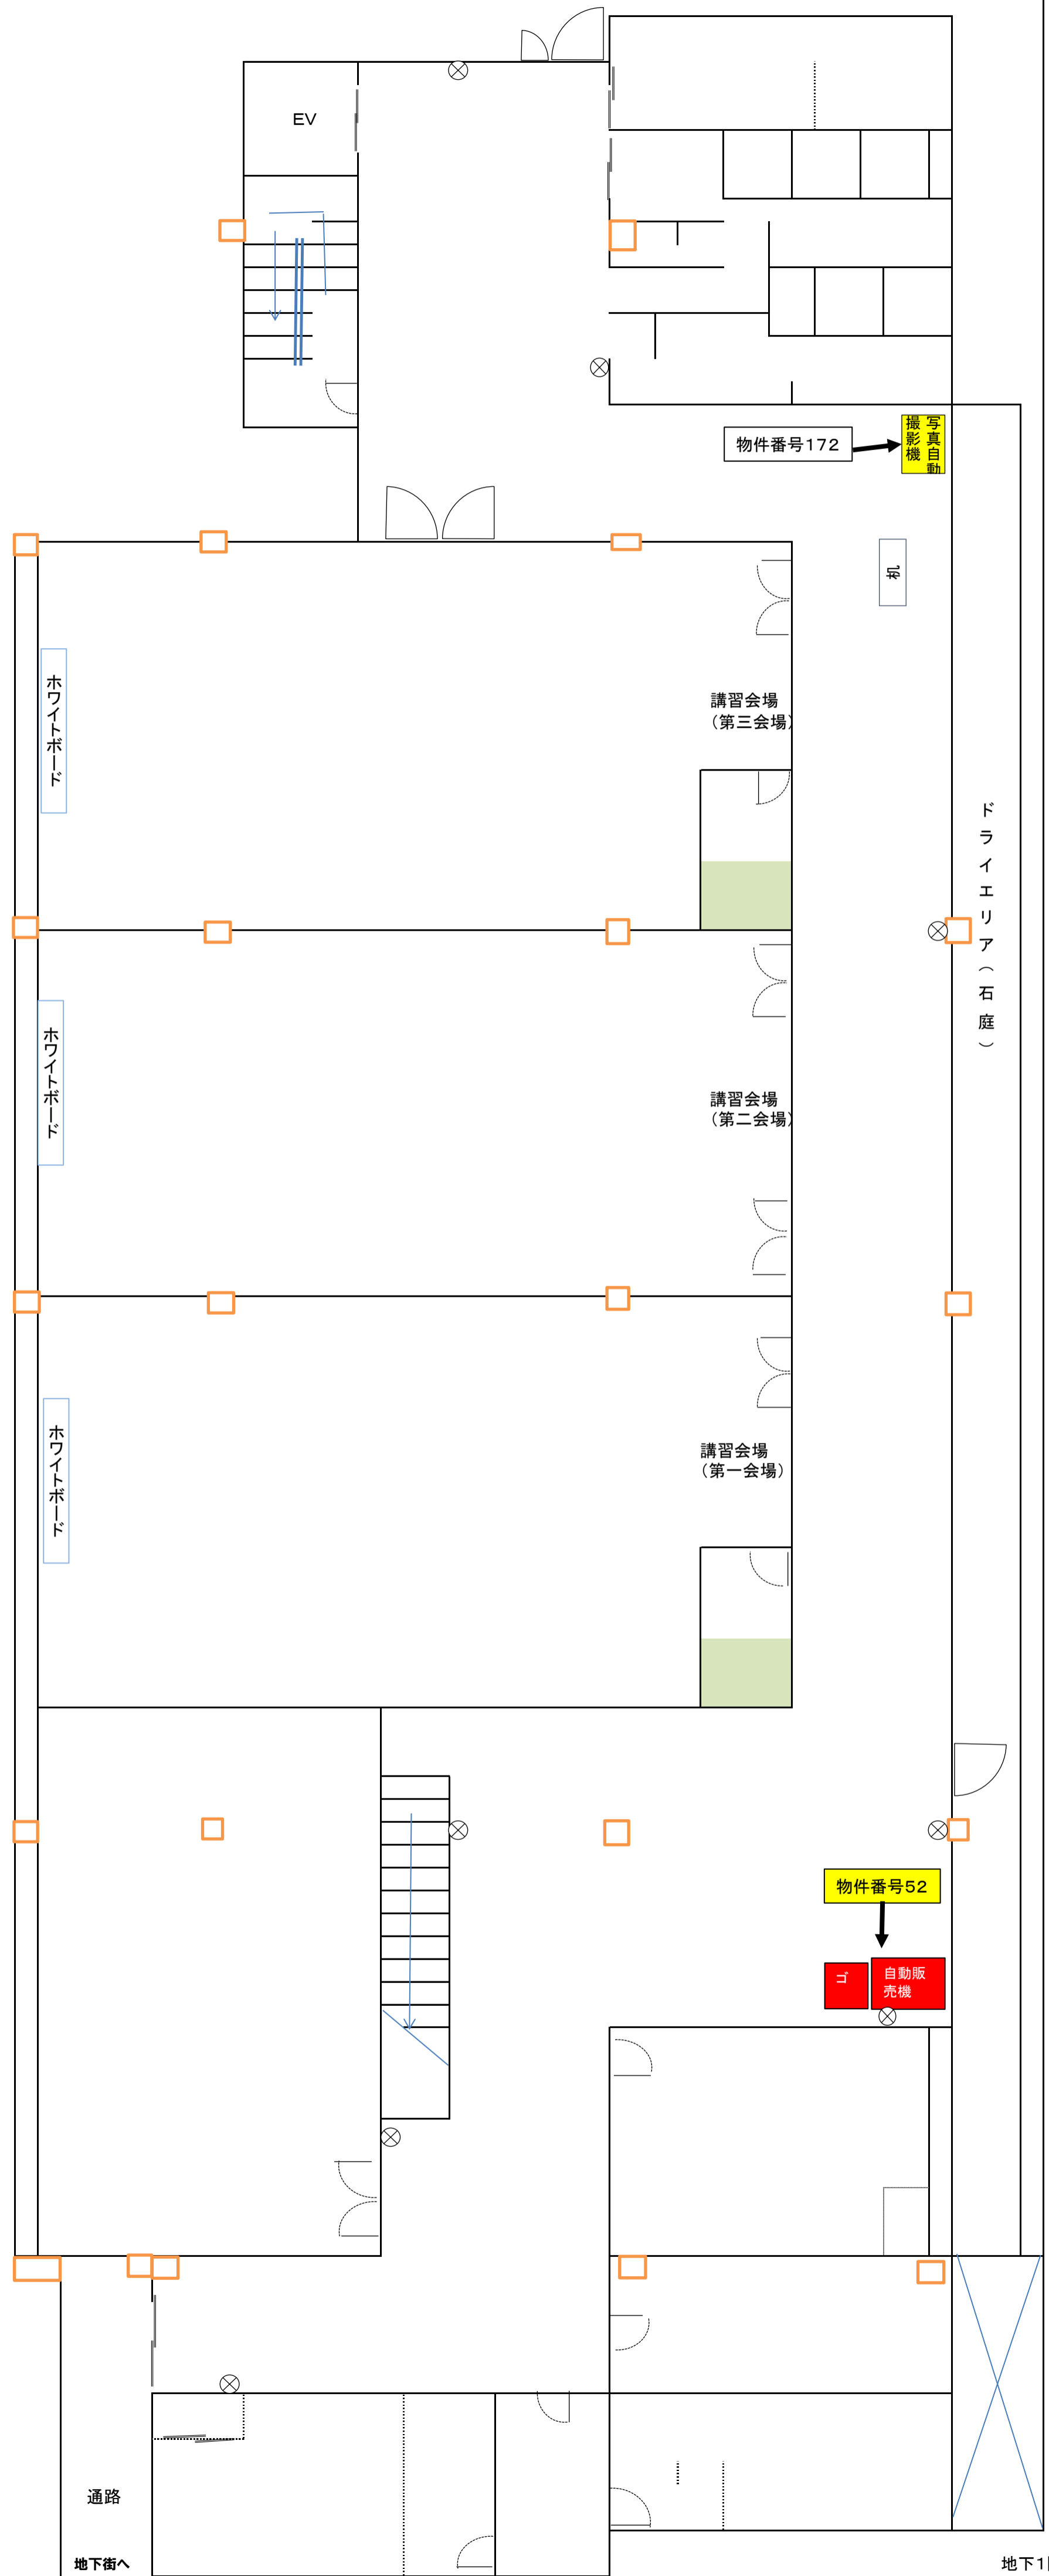 EV
物件番号172
写真自動
撮影機
机
ホワイトボード
講習会場
（第三会場）
ドライエリア（石庭）
ホワイトボード
講習会場
（第二会場）
ホワイトボード
講習会場
（第一会場）
物件番号52
ゴ
自動販
売機
通路
地下街へ
地下1